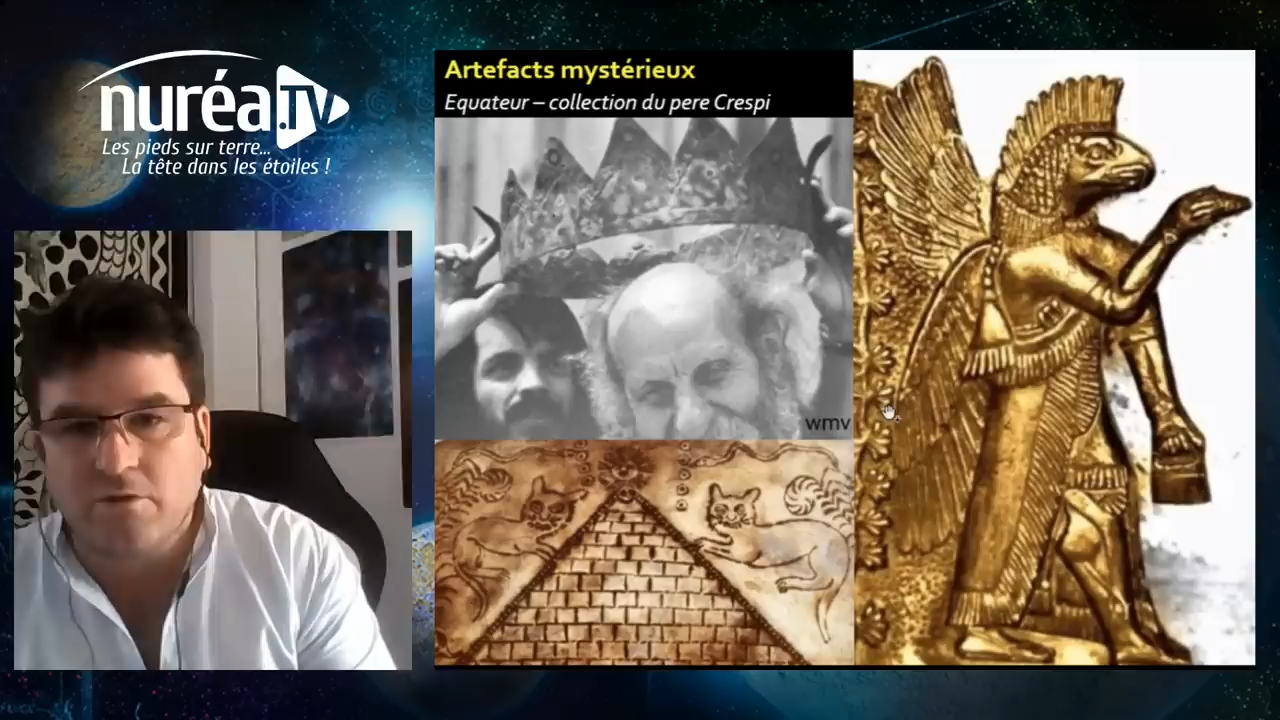 nuréa.TV
Les pieds sur terre...
La tête dans les étoiles !
Artefacts mystérieux
Equateur – collection du pere Crespi
wmv